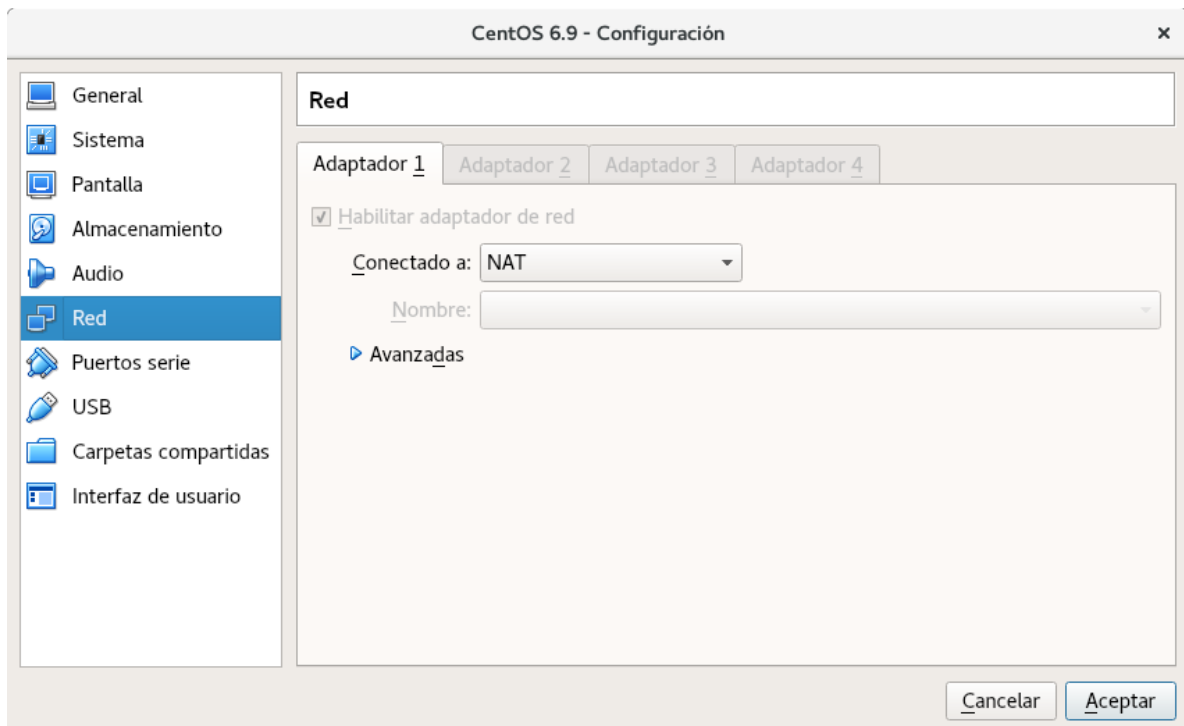 CentOS 6.9 - Configuración
General
Sistema
Pantalla
Almacenamiento
Audio
Red
Puertos serie
USB
Carpetas compartidas
Interfaz de usuario
Red
Adaptador 1 Adaptador 2 Adaptador 3 Adaptador 4
Habilitar adaptador de red
Conectado a: NAT
Nombre:
Avanzadas
Cancelar Aceptar